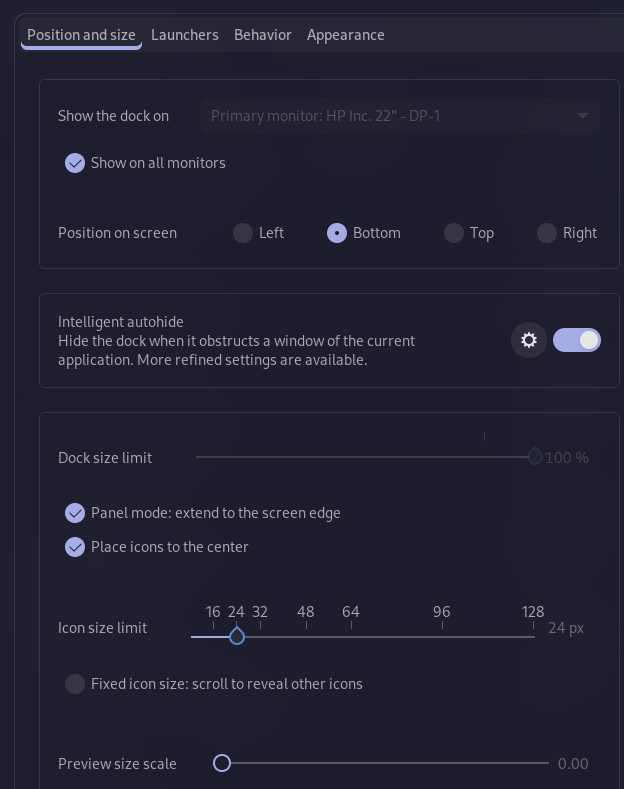 Position and size Launchers Behavior Appearance
Show the dock on Primary monitor: HP Inc. 22" - DP-1
Show on all monitors
Position on screen Left Bottom Top Right
Intelligent autohide
Hide the dock when it obstructs a window of the current
application. More refined settings are available.
Dock size limit 100 %
Panel mode: extend to the screen edge
Place icons to the center
16 24 32 48 64 96 128
Icon size limit 24 px
Fixed icon size: scroll to reveal other icons
Preview size scale 0.00